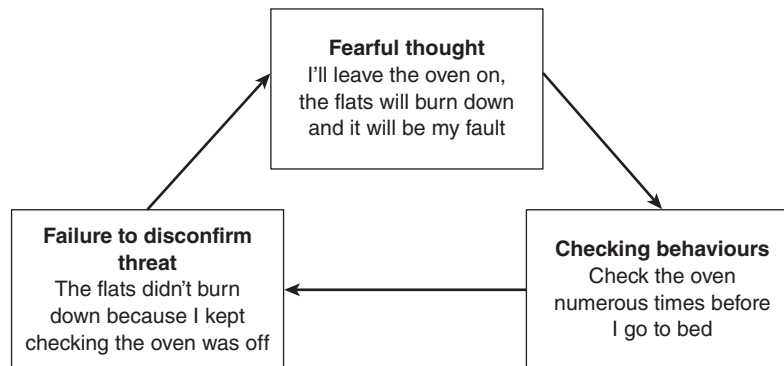 Fearful thought
I'll leave the oven on,
the flats will burn down
and it will be my fault
Checking behaviours
Check the oven
numerous times before
I go to bed
Failure to disconfirm
threat
The flats didn't burn
down because I kept
checking the oven was off